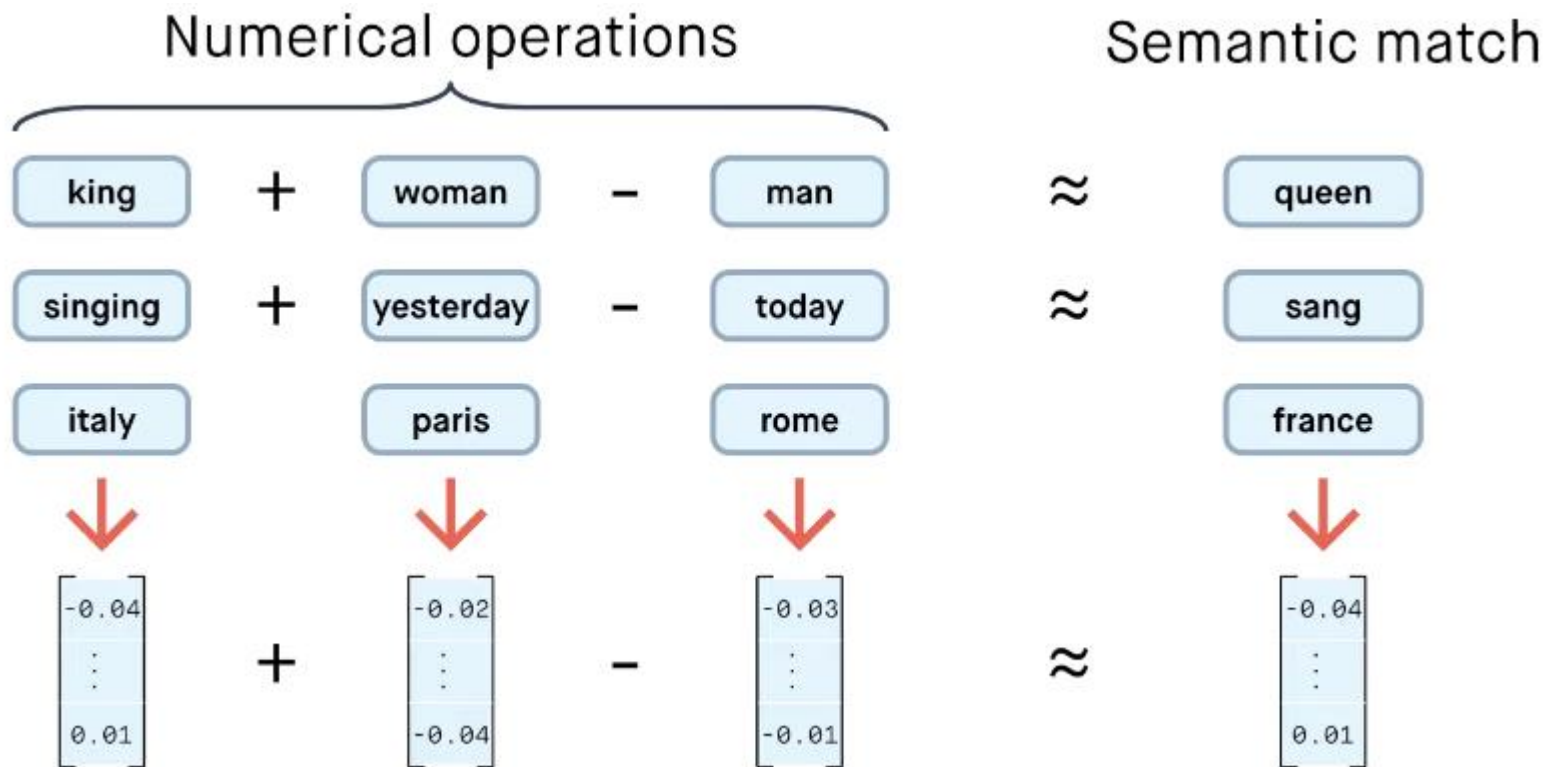 Numerical operations Semantic match
king + woman - man ≈ queen
singing + yesterday - today ≈ sang
italy paris rome france
-0.04 -0.02 -0.03 -0.04
⋮ + ⋮ - ⋮ ≈ ⋮
0.01 -0.04 -0.01 0.01